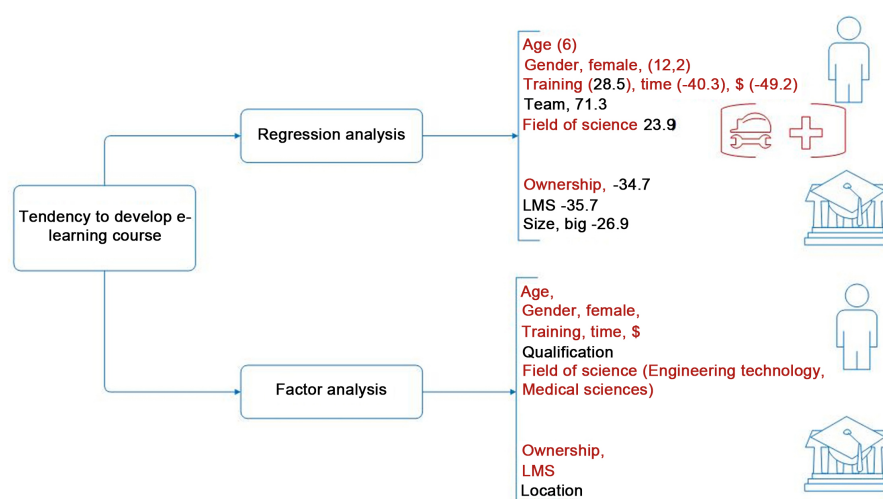 Age (6)
Gender, female, (12,2)
Training (28.5), time (-40.3), $ (-49.2)
Team, 71.3
Field of science 23.9
Regression analysis
Ownership, -34.7
LMS -35.7
Size, big -26.9
Tendency to develop e-
learning course
Age,
Gender, female,
Training, time, $
Qualification
Field of science (Engineering technology,
Medical sciences)
Factor analysis
Ownership,
LMS
Location